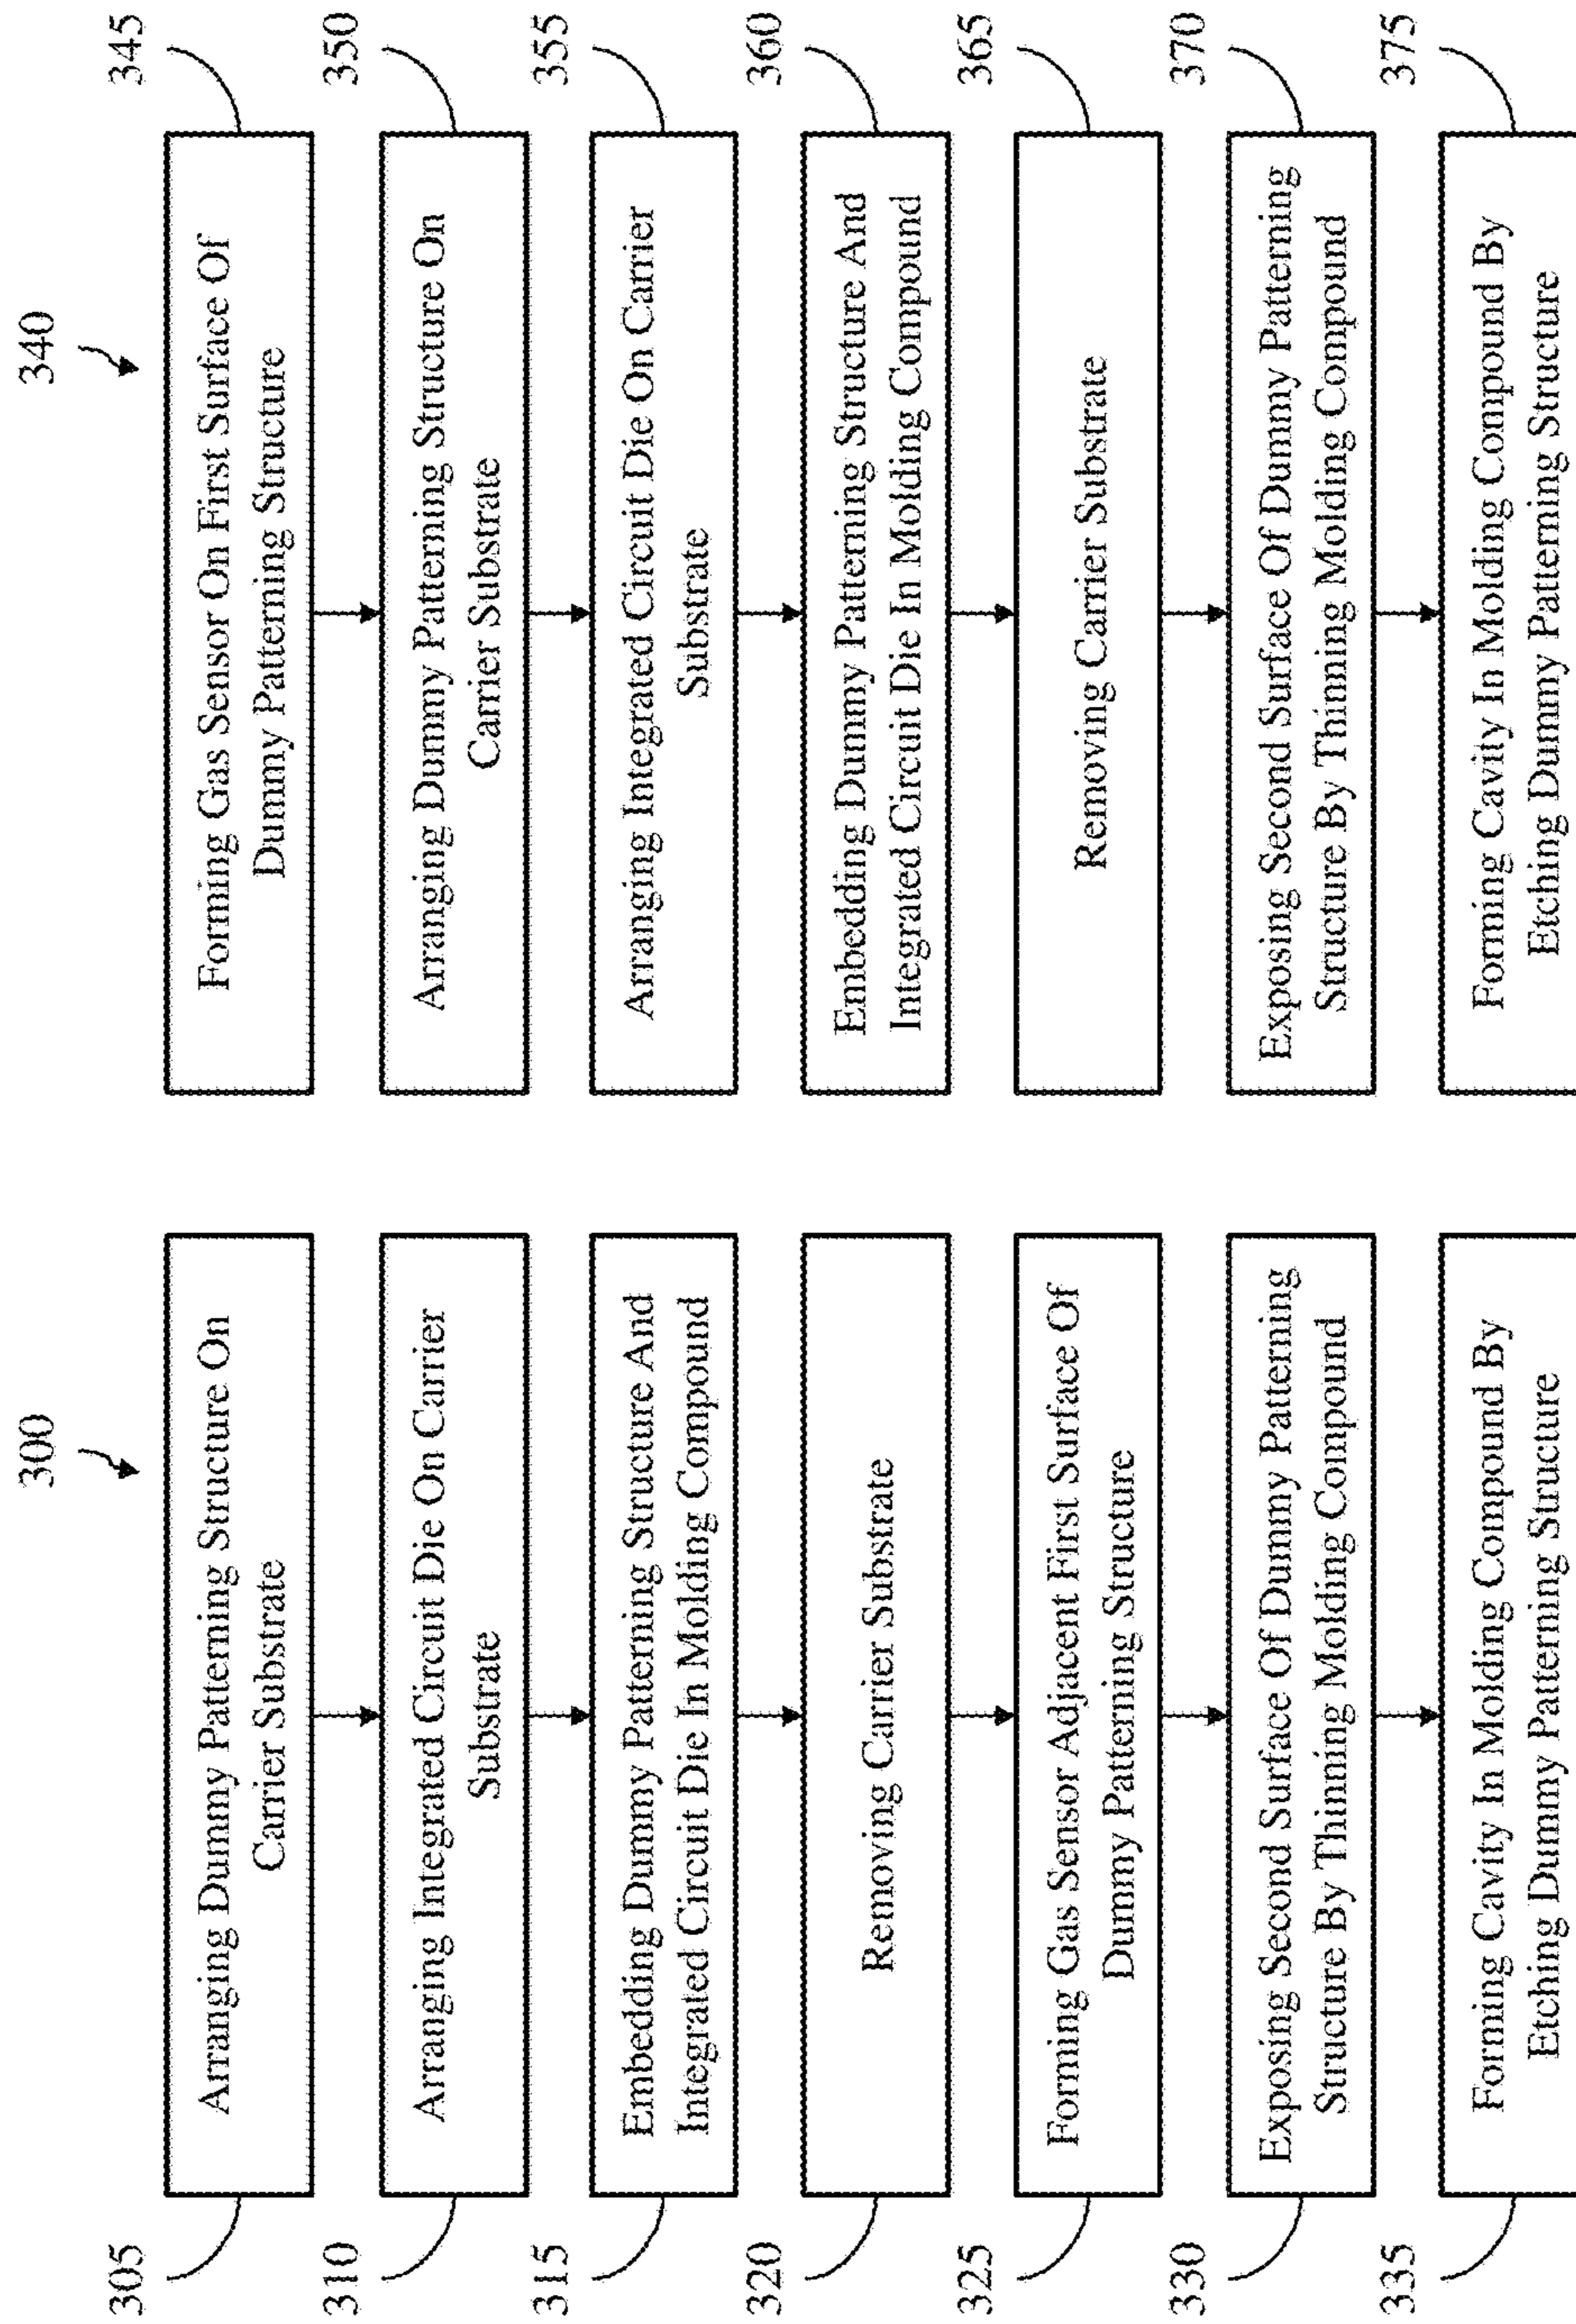 300
305
Arranging Dummy Patterning Structure On
Carrier Substrate
310
Arranging Integrated Circuit Die On Carrier
Substrate
315
Embedding Dummy Patterning Structure And
Integrated Circuit Die In Molding Compound
320
Removing Carrier Substrate
325
Forming Gas Sensor Adjacent First Surface Of
Dummy Patterning Structure
330
Exposing Second Surface Of Dummy Patterning
Structure By Thinning Molding Compound
335
Forming Cavity In Molding Compound By
Etching Dummy Patterning Structure
340
345
Forming Gas Sensor On First Surface Of
Dummy Patterning Structure
350
Arranging Dummy Patterning Structure On
Carrier Substrate
355
Arranging Integrated Circuit Die On Carrier
Substrate
360
Embedding Dummy Patterning Structure And
Integrated Circuit Die In Molding Compound
365
Removing Carrier Substrate
370
Exposing Second Surface Of Dummy Patterning
Structure By Thinning Molding Compound
375
Forming Cavity In Molding Compound By
Etching Dummy Patterning Structure